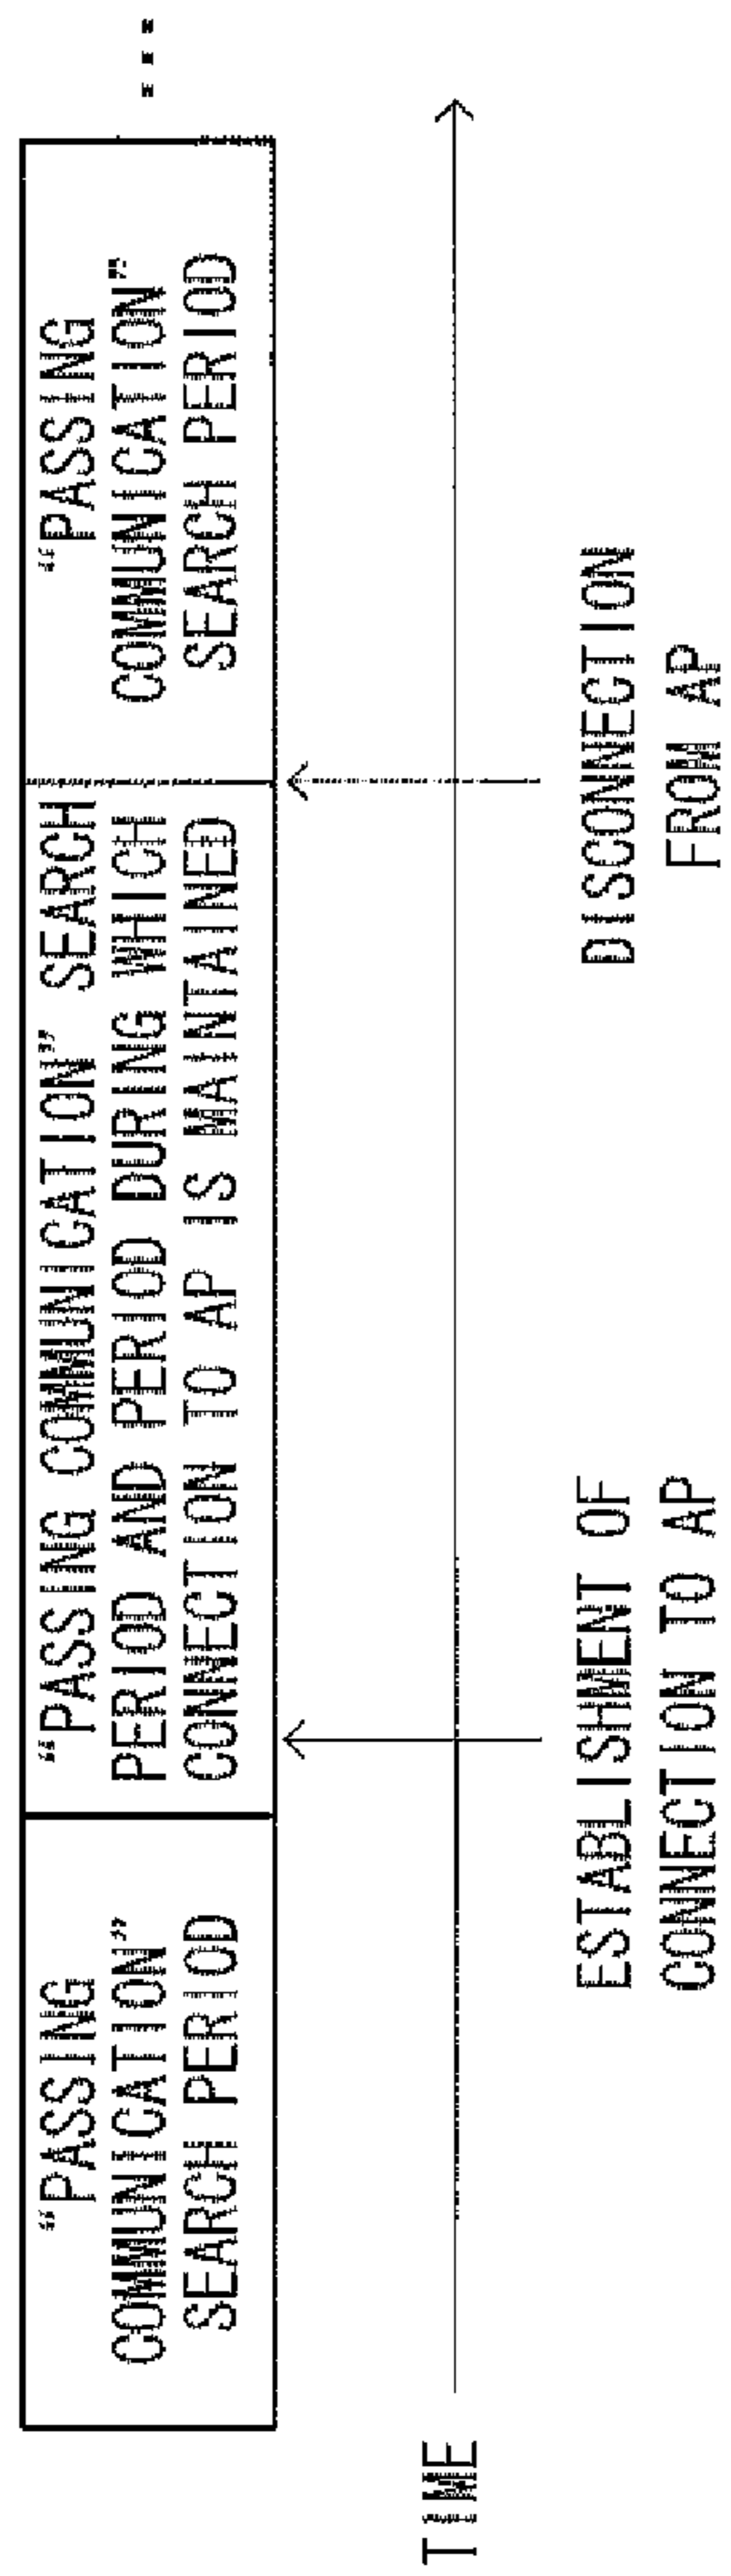 “PASSING
COMMUNICATION”
SEARCH PERIOD
“PASSING COMMUNICATION” SEARCH
PERIOD AND PERIOD DURING WHICH
CONNECTION TO AP IS MAINTAINED
“PASSING
COMMUNICATION”
SEARCH PERIOD
...
TIME
ESTABLISHMENT OF
CONNECTION TO AP
DISCONNECTION
FROM AP